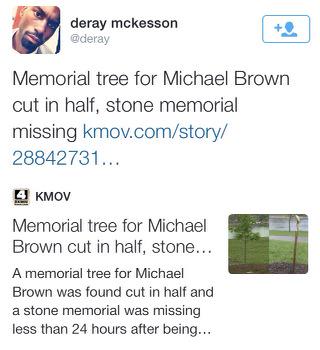 deray mckesson
@deray
Memorial tree for Michael Brown
cut in half, stone memorial
missing kmov.com/story/
28842731...
4 KMOV
Memorial tree for Michael
Brown cut in half, stone...
A memorial tree for Michael
Brown was found cut in half and
a stone memorial was missing
less than 24 hours after being...